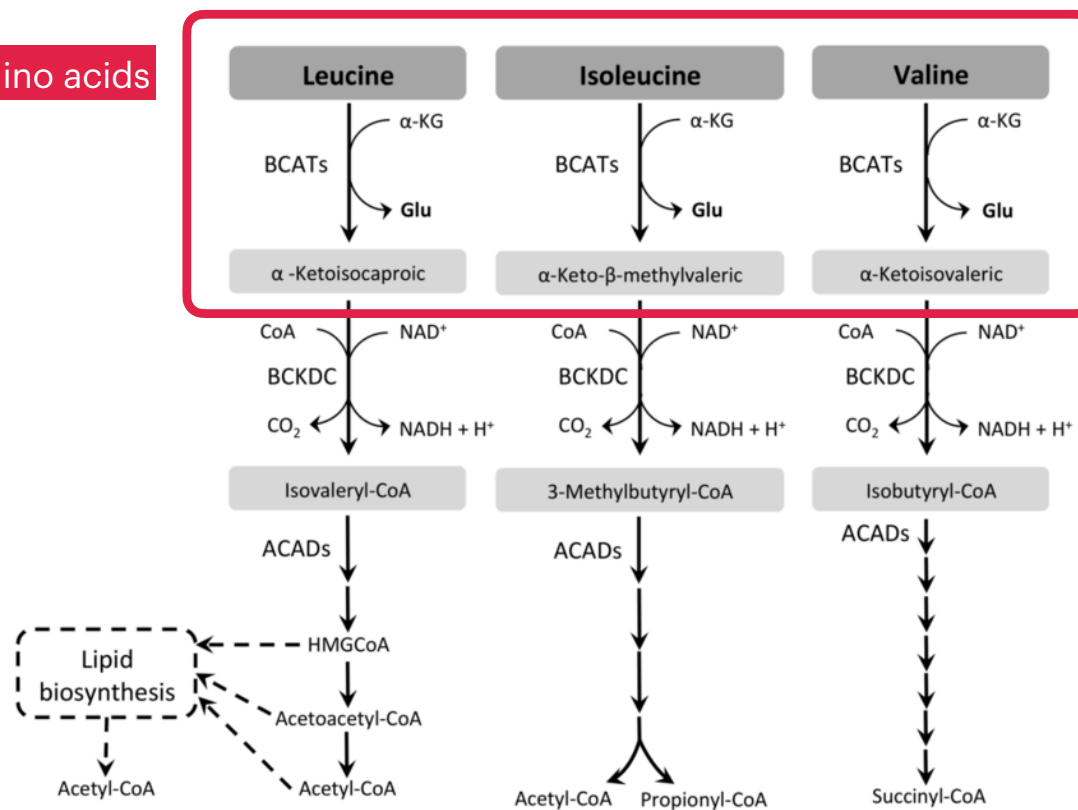 ino acids
Leucine
Isoleucine
Valine
α-KG
α-KG
α-KG
BCATs
BCATs
BCATs
Glu
Glu
Glu
α -Ketoisocaproic
α-Keto-β-methylvaleric
α-Ketoisovaleric
CoA
NAD⁺
CoA
NAD⁺
CoA
NAD⁺
BCKDC
BCKDC
BCKDC
CO₂
NADH + H⁺
CO₂
NADH + H⁺
CO₂
NADH + H⁺
Isovaleryl-CoA
3-Methylbutyryl-CoA
Isobutyryl-CoA
ACADs
ACADs
ACADs
HMGCoA
Lipid
biosynthesis
Acetoacetyl-CoA
Acetyl-CoA
Acetyl-CoA
Acetyl-CoA
Propionyl-CoA
Succinyl-CoA